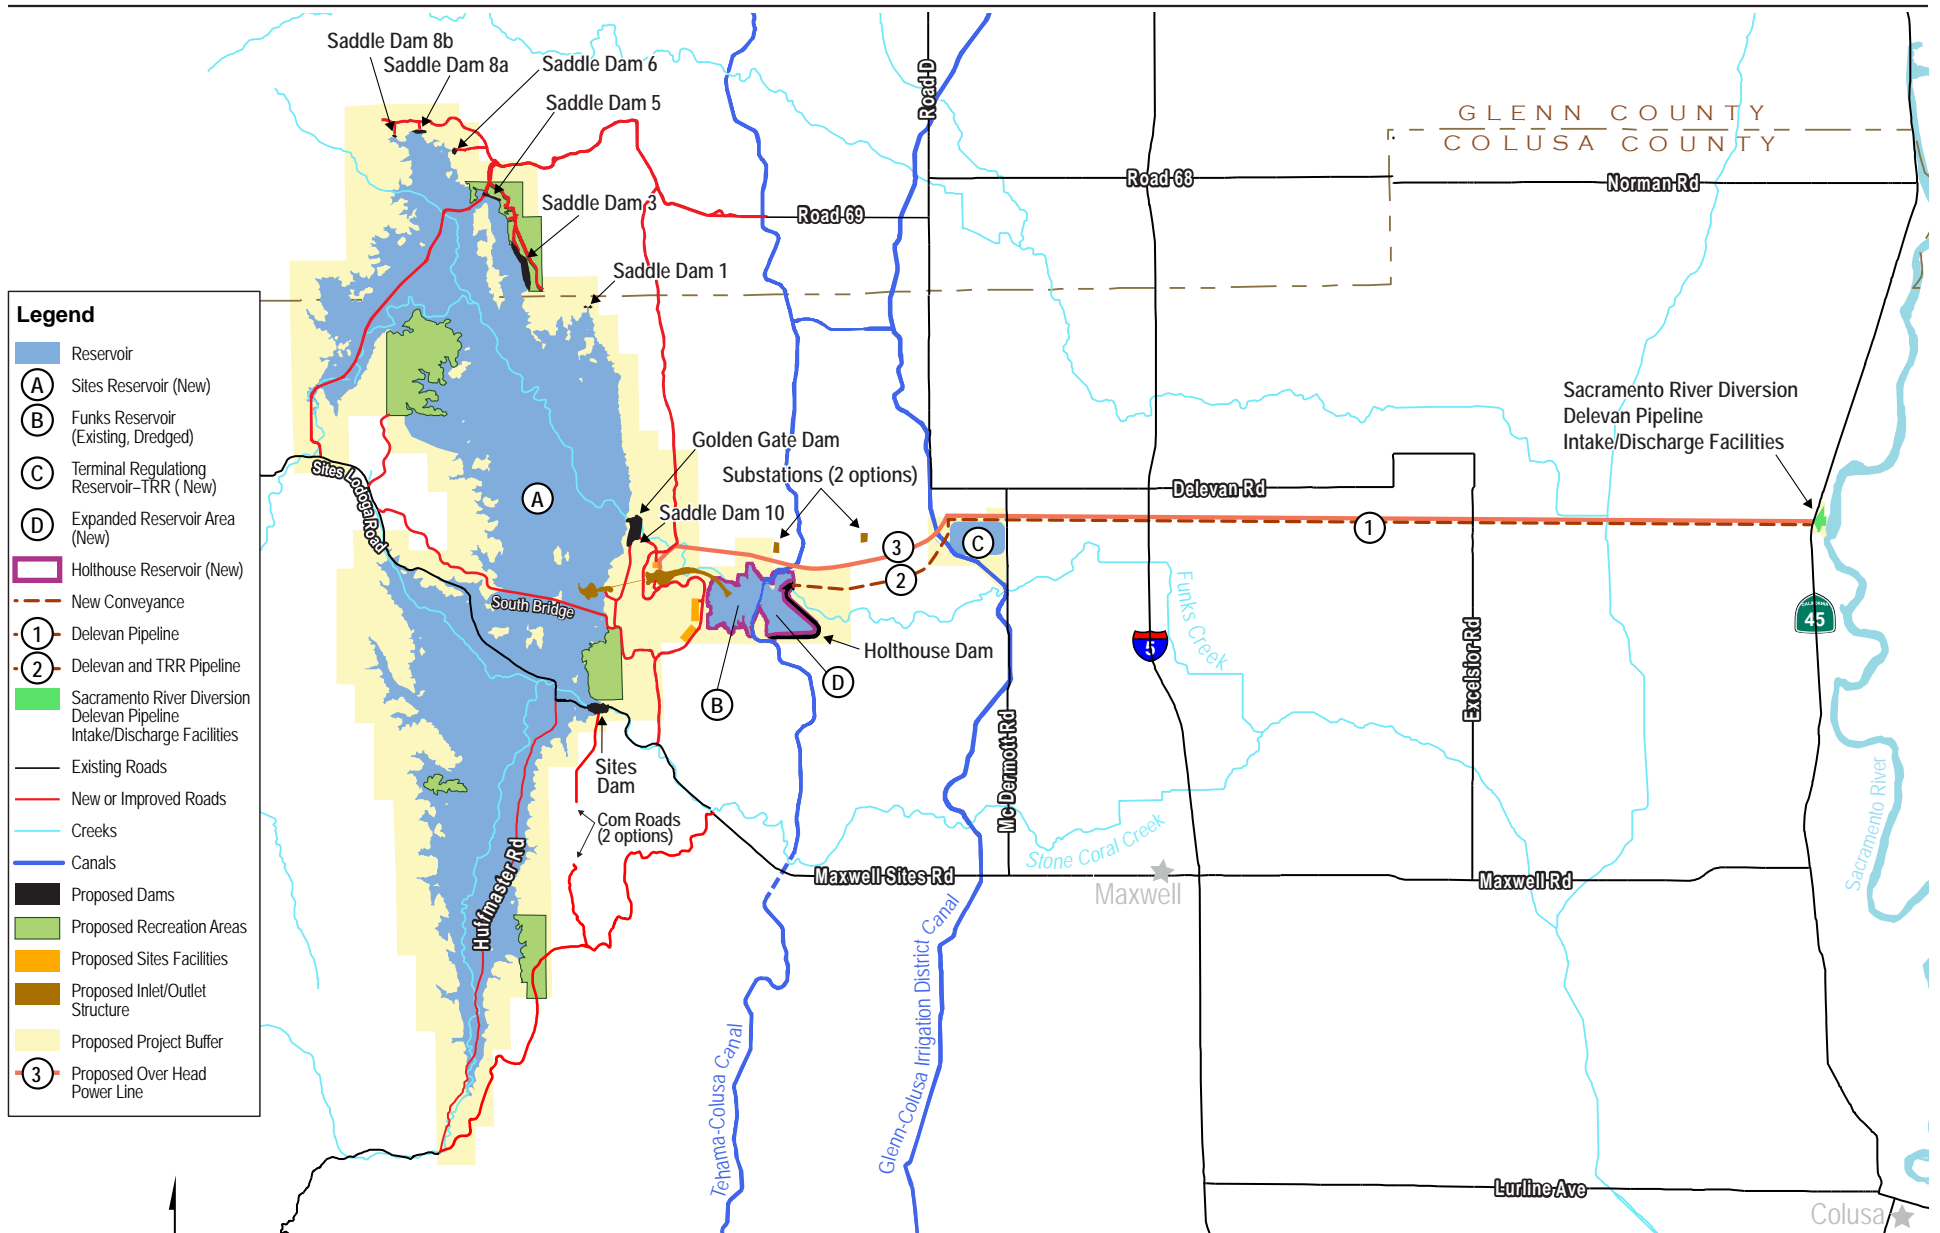 Saddle Dam 8b
Saddle Dam 8a
Saddle Dam 6
Saddle Dam 5
Saddle Dam 3
Saddle Dam 1
Road D
GLENN COUNTY
COLUSA COUNTY
Road 68
Norman Rd
Road 69
Legend
Reservoir
A Sites Reservoir (New)
B Funks Reservoir
(Existing, Dredged)
C Terminal Regulationg
Reservoir–TRR ( New)
D Expanded Reservoir Area
(New)
Holthouse Reservoir (New)
New Conveyance
1 Delevan Pipeline
2 Delevan and TRR Pipeline
Sacramento River Diversion
Delevan Pipeline
Intake/Discharge Facilities
Existing Roads
New or Improved Roads
Creeks
Canals
Proposed Dams
Proposed Recreation Areas
Proposed Sites Facilities
Proposed Inlet/Outlet
Structure
Proposed Project Buffer
3 Proposed Over Head
Power Line
Sacramento River Diversion
Delevan Pipeline
Intake/Discharge Facilities
Golden Gate Dam
Substations (2 options)
Saddle Dam 10
Sites Lodoga Road
A
Delevan Rd
1
C
3
2
South Bridge
Holthouse Dam
D
B
Funks Creek
5
CALIFORNIA
45
Excelsior Rd
Mc Dermott Rd
Sites
Dam
Com Roads
(2 options)
Huffmaster Rd
Stone Coral Creek
Maxwell Sites Rd
Maxwell
Maxwell Rd
Sacramento River
Tehama-Colusa Canal
Glenn-Colusa Irrigation District Canal
Lurline Ave
Colusa